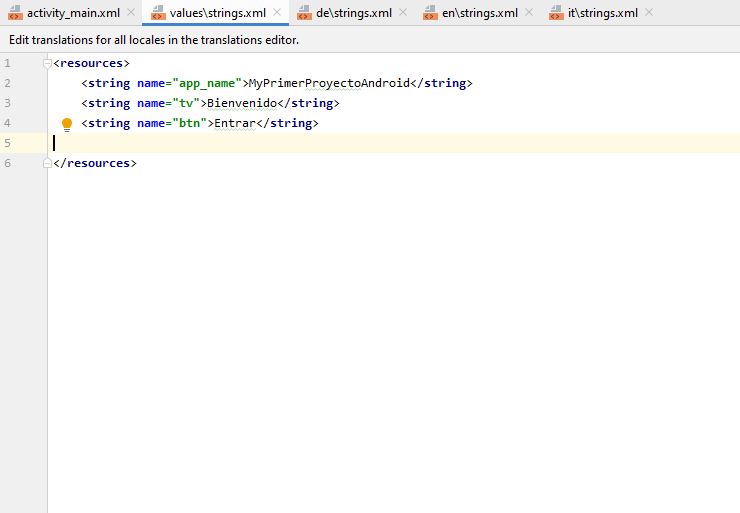 activity_main.xml values\strings.xml de\strings.xml en\strings.xml it\strings.xml
Edit translations for all locales in the translations editor.
1 <resources>
2 <string name="app_name">MyPrimerProyectoAndroid</string>
3 <string name="tv">Bienvenido</string>
4 <string name="btn">Entrar</string>
5
6 </resources>